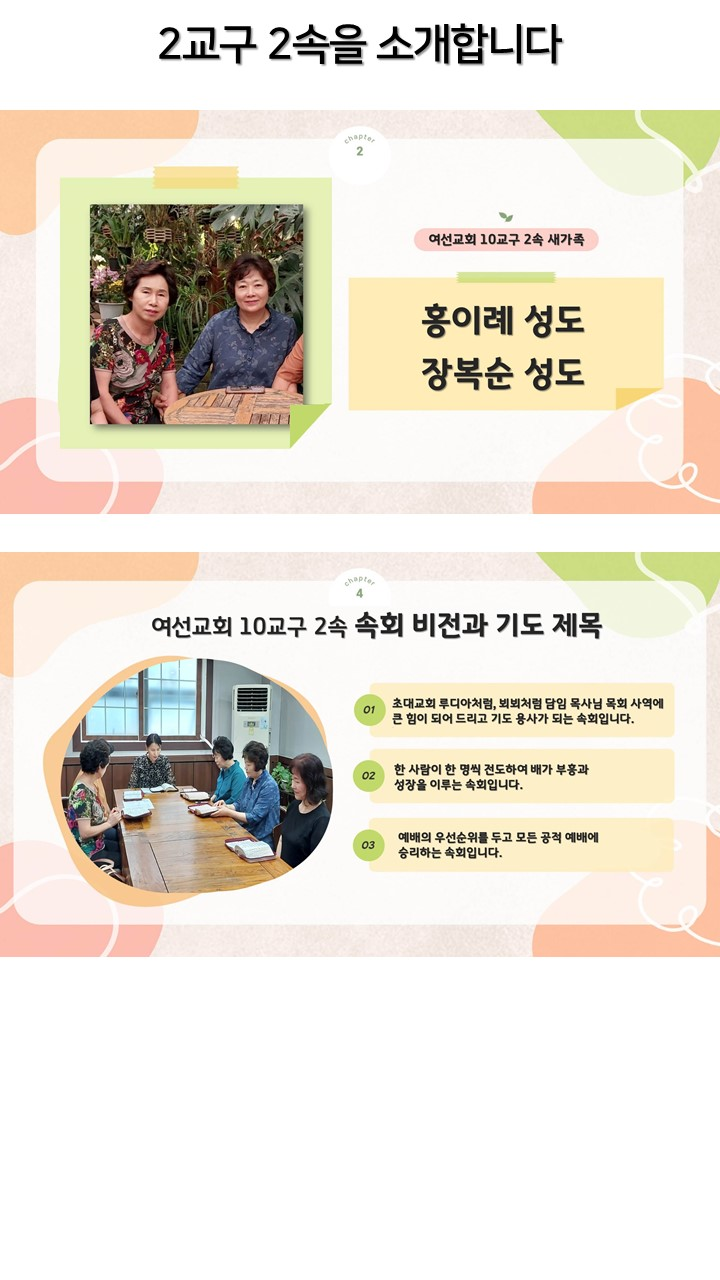 2교구 2속을 소개합니다
chapter
2
여선교회 10교구 2속 새가족
홍이례 성도
장복순 성도
chapter
4
여선교회 10교구 2속 속회 비전과 기도 제목
01
초대교회 루디아처럼, 뵈뵈처럼 담임 목사님 목회 사역에
큰 힘이 되어 드리고 기도 용사가 되는 속회입니다.
02
한 사람이 한 명씩 전도하여 배가 부흥과
성장을 이루는 속회입니다.
03
예배의 우선순위를 두고 모든 공적 예배에
승리하는 속회입니다.